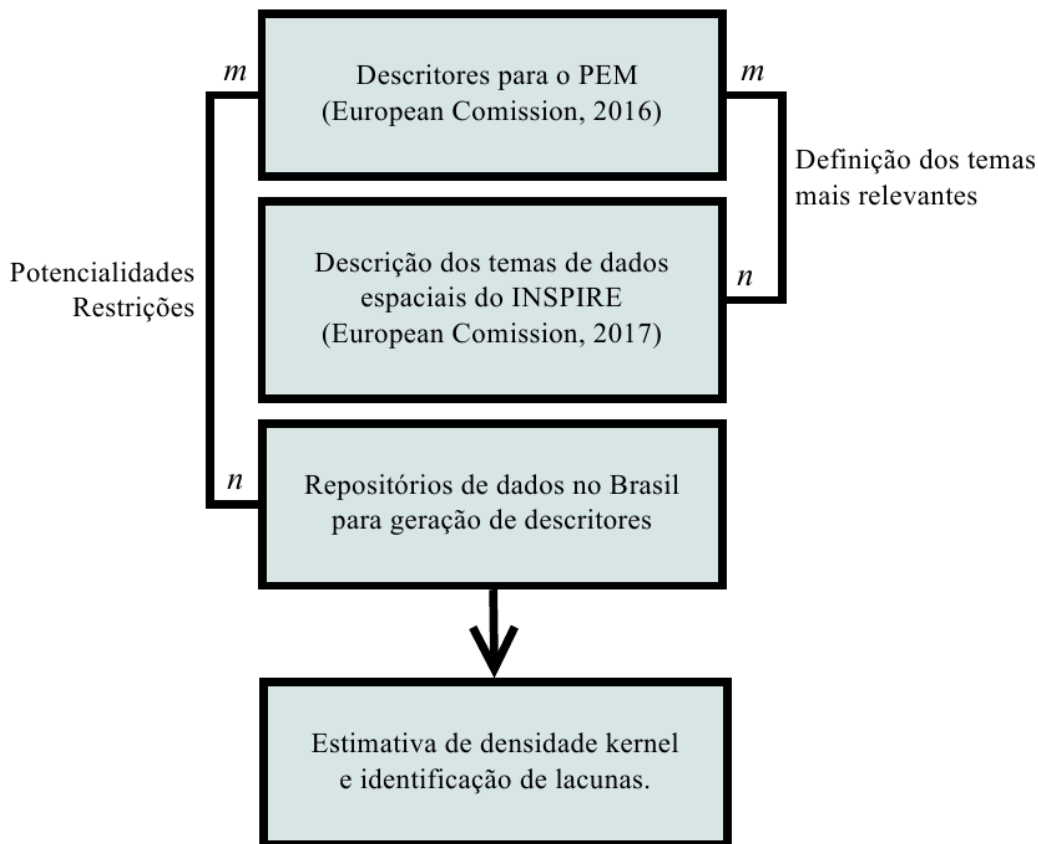 m
m
Descritores para o PEM
(European Comission, 2016)
Definição dos temas
mais relevantes
Descrição dos temas de dados
espaciais do INSPIRE
(European Comission, 2017)
n
Potencialidades
Restrições
n
Repositórios de dados no Brasil
para geração de descritores
Estimativa de densidade kernel
e identificação de lacunas.